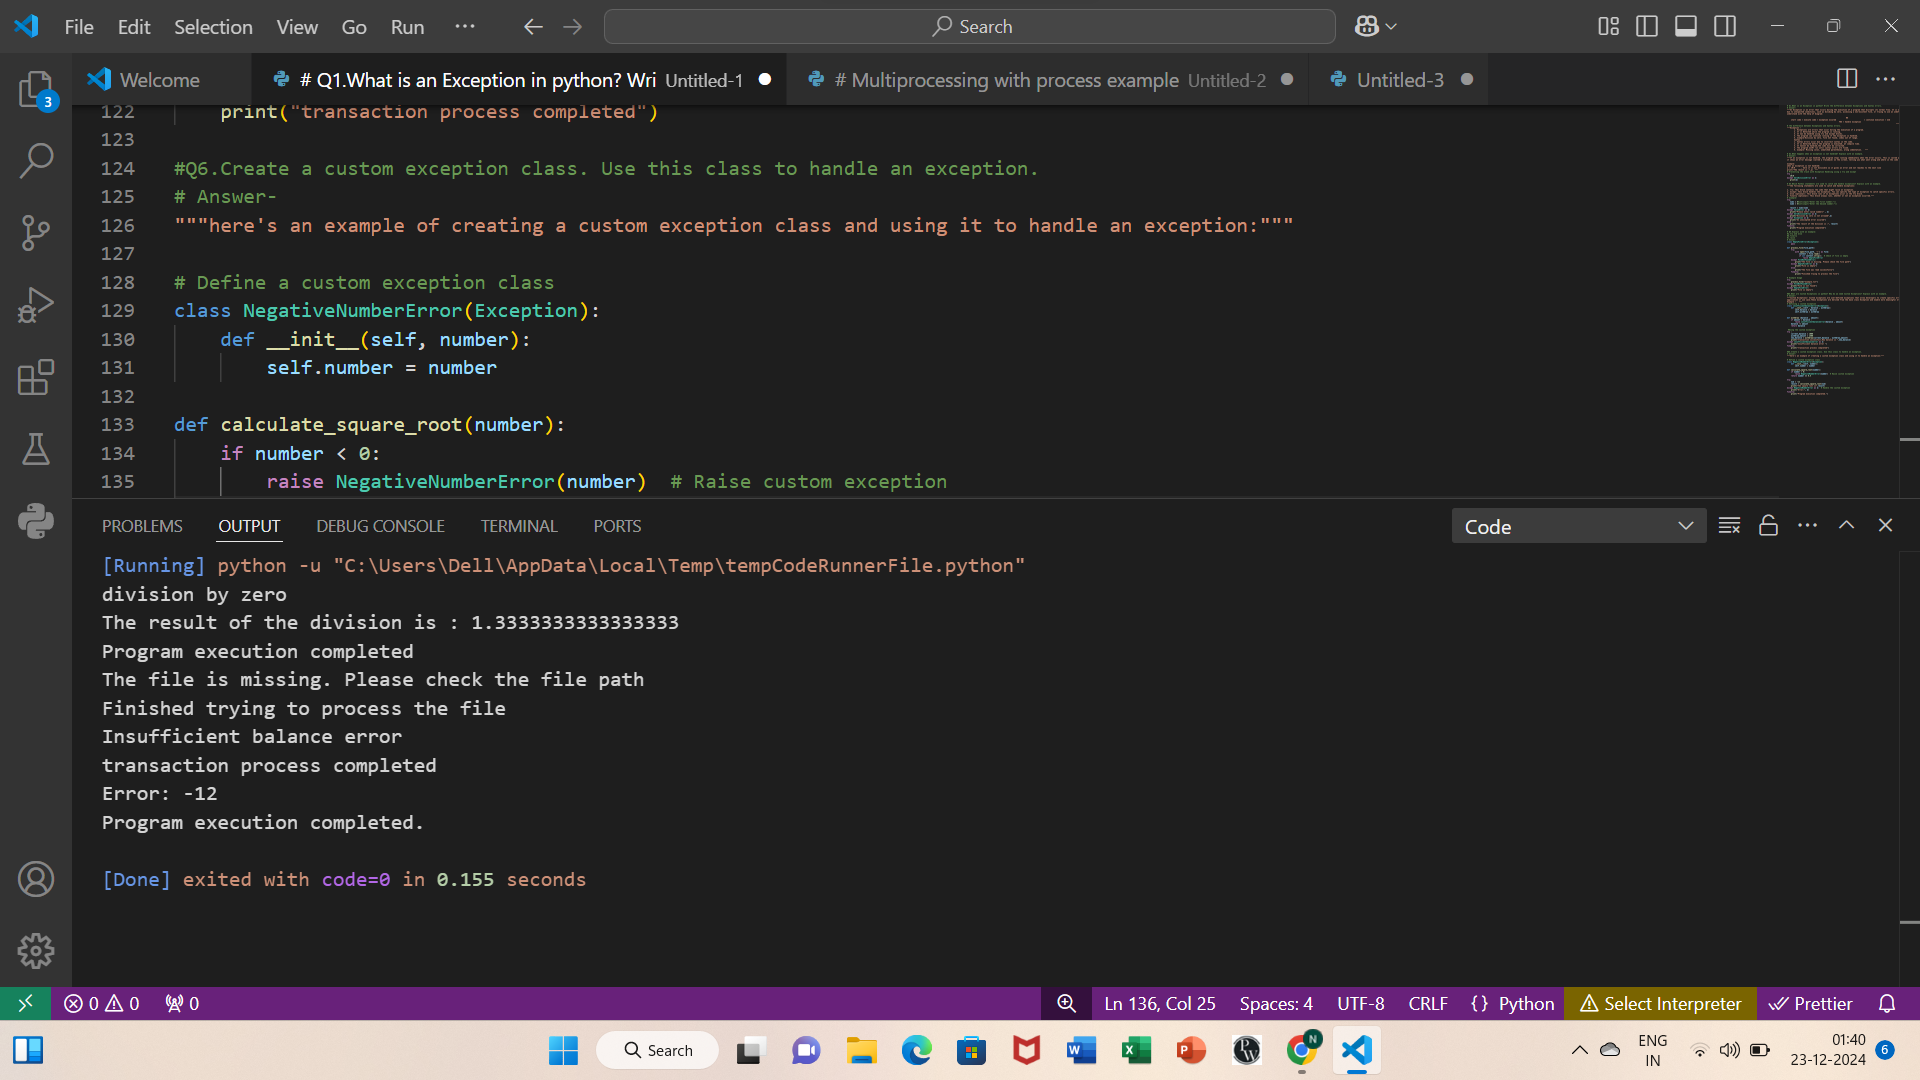 File Edit Selection View Go Run ··· Search
Welcome # Q1.What is an Exception in python? Wri Untitled-1 # Multiprocessing with process example Untitled-2 Untitled-3
3
122 print("transaction process completed")
123
124 #Q6.Create a custom exception class. Use this class to handle an exception.
125 # Answer-
126 """here's an example of creating a custom exception class and using it to handle an exception:"""
127
128 # Define a custom exception class
129 class NegativeNumberError(Exception):
130 def __init__(self, number):
131 self.number = number
132
133 def calculate_square_root(number):
134 if number < 0:
135 raise NegativeNumberError(number) # Raise custom exception
PROBLEMS OUTPUT DEBUG CONSOLE TERMINAL PORTS Code
[Running] python -u "C:\Users\Dell\AppData\Local\Temp\tempCodeRunnerFile.python"
division by zero
The result of the division is : 1.3333333333333333
Program execution completed
The file is missing. Please check the file path
Finished trying to process the file
Insufficient balance error
transaction process completed
Error: -12
Program execution completed.
[Done] exited with code=0 in 0.155 seconds
0 0 0 Ln 136, Col 25 Spaces: 4 UTF-8 CRLF {} Python Select Interpreter Prettier
Search
ENG
IN
01:40
23-12-2024
6